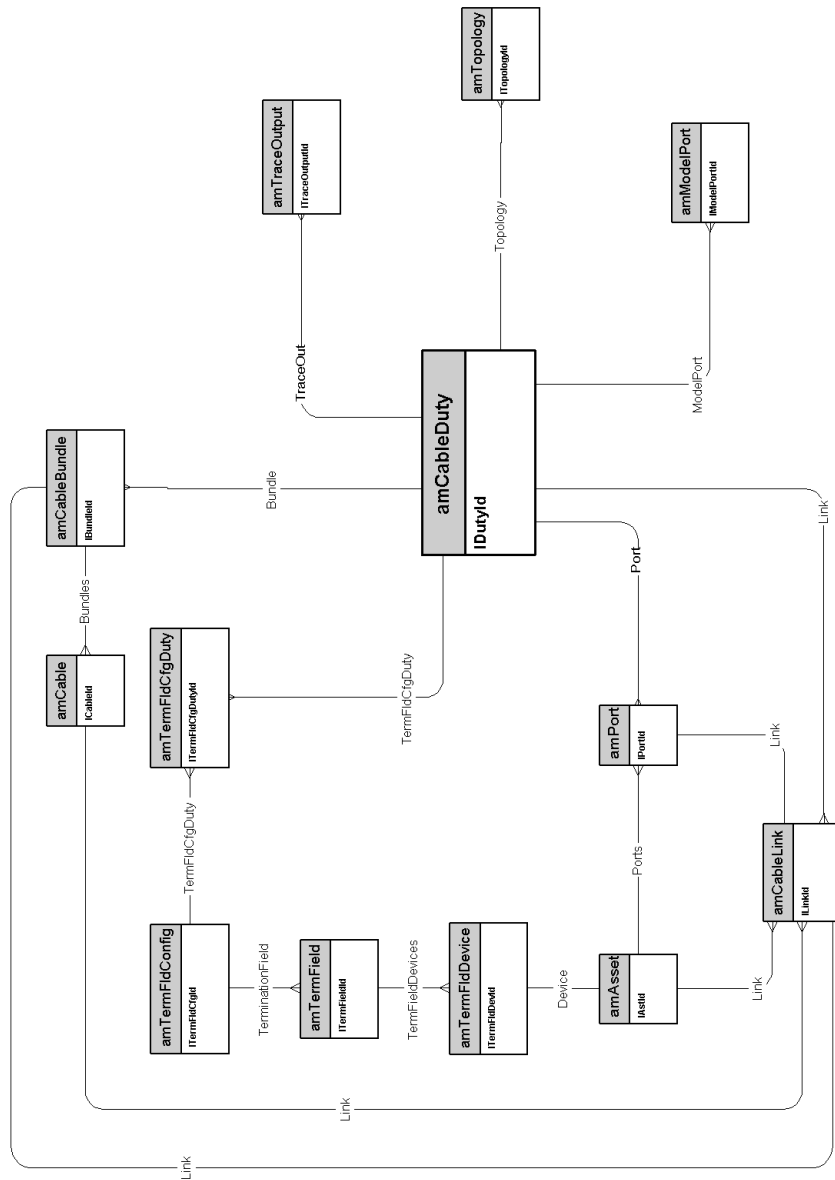 amCable
amCableBundle
lCableId
Bundles
lBundleId
amTermFldConfig
amTermFldCfgDuty
Link
lTermFldCfgId
TermFldCfgDuty
lTermFldCfgDutyId
TerminationField
Bundle
amTraceOutput
lTraceOutputId
amTermField
TraceOut
lTermFieldId
Link
TermFieldDevices
TermFldCfgDuty
amCableDuty
amTermFldDevice
lDutyId
amTopology
lTermFldDevId
Topology
lTopologyId
Device
amAsset
amPort
Port
lAstId
Ports
lPortId
amModelPort
ModelPort
lModelPortId
Link
amCableLink
Link
lLinkId
Link